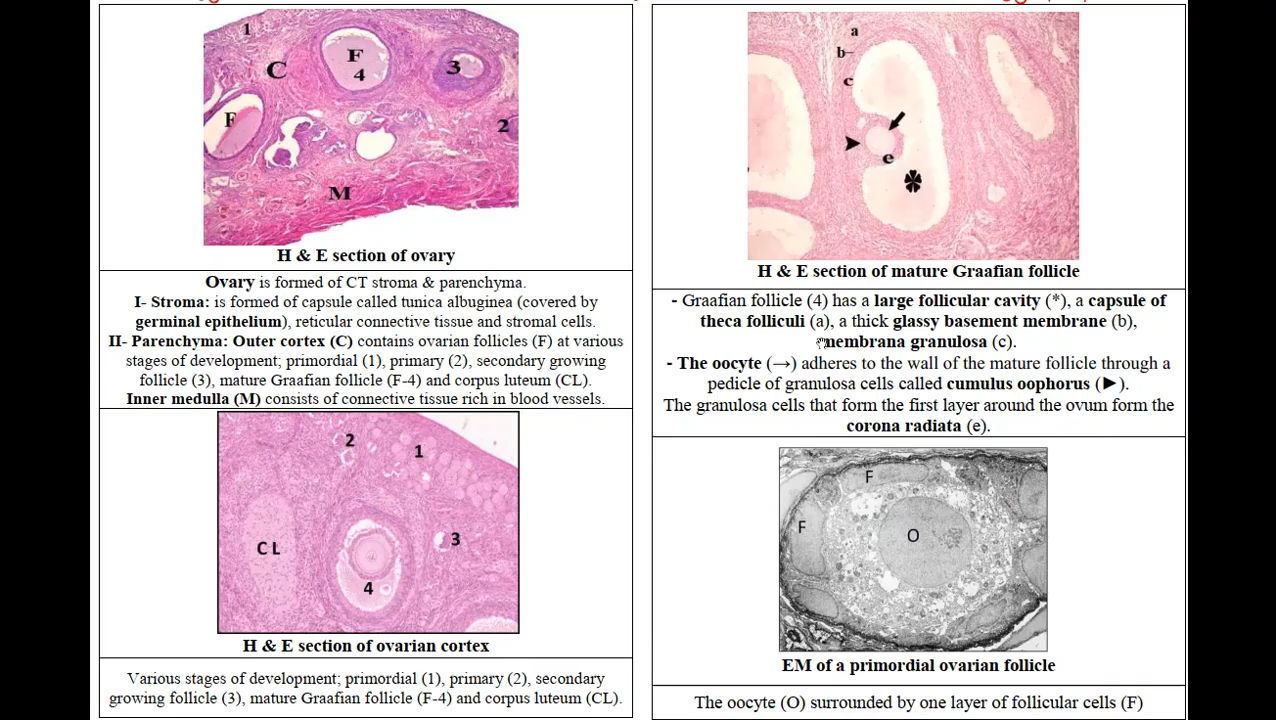 1
F
4
3
C
F
2
M
H & E section of ovary
Ovary is formed of CT stroma & parenchyma.
I- Stroma: is formed of capsule called tunica albuginea (covered by
germinal epithelium), reticular connective tissue and stromal cells.
II- Parenchyma: Outer cortex (C) contains ovarian follicles (F) at various
stages of development; primordial (1), primary (2), secondary growing
follicle (3), mature Graafian follicle (F-4) and corpus luteum (CL).
Inner medulla (M) consists of connective tissue rich in blood vessels.
2
1
3
C L
4
H & E section of ovarian cortex
Various stages of development; primordial (1), primary (2), secondary
growing follicle (3), mature Graafian follicle (F-4) and corpus luteum (CL).
a
b
c
e
H & E section of mature Graafian follicle
- Graafian follicle (4) has a large follicular cavity (*), a capsule of
theca folliculi (a), a thick glassy basement membrane (b),
membrana granulosa (c).
- The oocyte (→) adheres to the wall of the mature follicle through a
pedicle of granulosa cells called cumulus oophorus (►).
The granulosa cells that form the first layer around the ovum form the
corona radiata (e).
F
F
O
EM of a primordial ovarian follicle
The oocyte (O) surrounded by one layer of follicular cells (F)